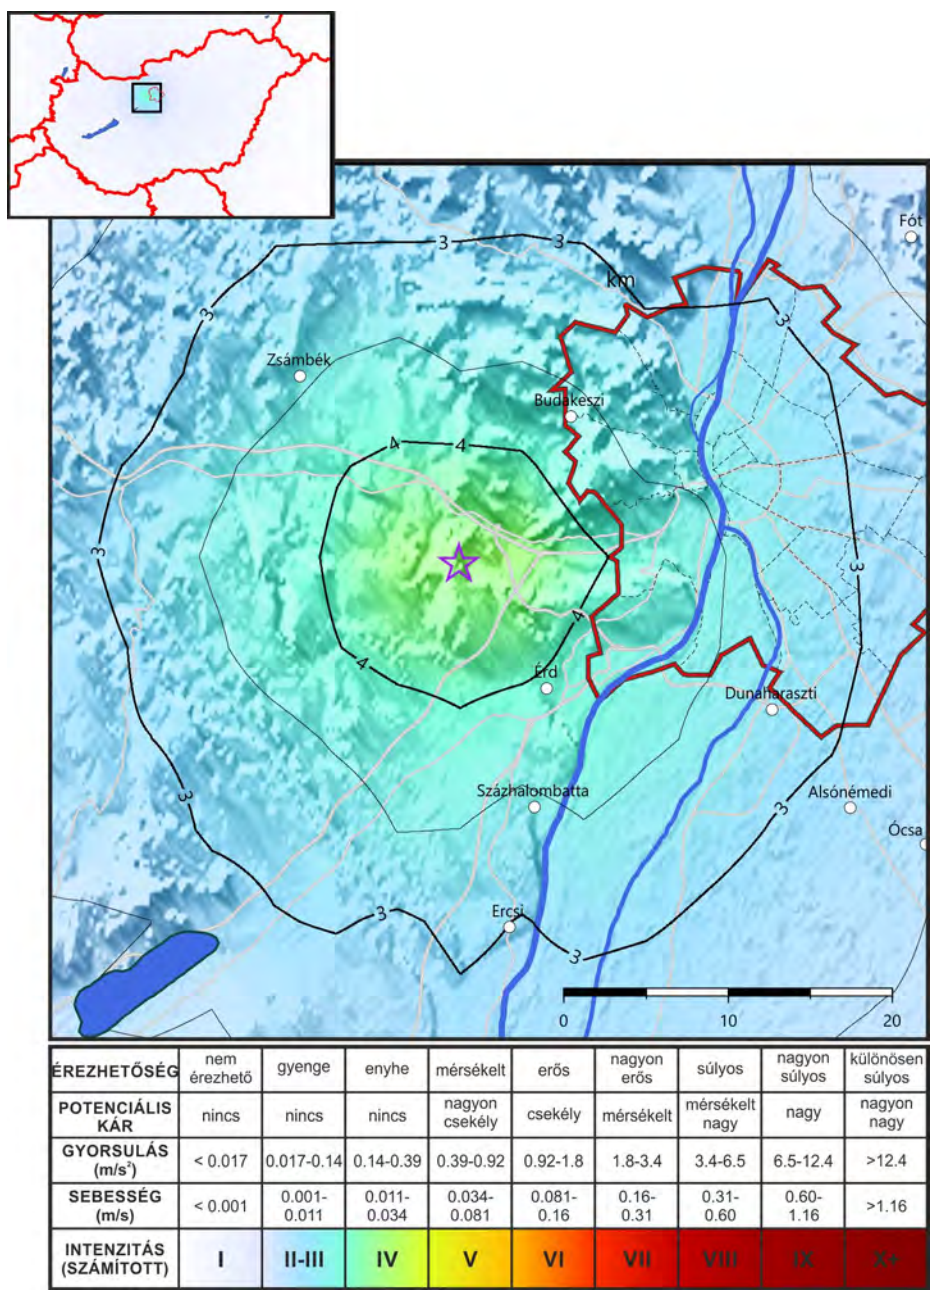 Fót
3
3
3
km
3
3
Zsámbék
Budakeszi
4
4
3
3
4
4
Érd
Dunaharaszti
3
Százhalombatta
3
Alsónémedi
Ócsa
3
Ercsi
3
0
10
20
ÉREZHETŐSÉG nem érezhető gyenge enyhe mérsékelt erős nagyon erős súlyos nagyon súlyos különösen súlyos
POTENCIÁLIS KÁR nincs nincs nincs nagyon csekély csekély mérsékelt mérsékelt nagy nagy nagyon nagy
GYORSULÁS (m/s²) < 0.017 0.017-0.14 0.14-0.39 0.39-0.92 0.92-1.8 1.8-3.4 3.4-6.5 6.5-12.4 >12.4
SEBESSÉG (m/s) < 0.001 0.001-0.011 0.011-0.034 0.034-0.081 0.081-0.16 0.16-0.31 0.31-0.60 0.60-1.16 >1.16
INTENZITÁS (SZÁMÍTOTT) I II-III IV V VI VII VIII IX X+